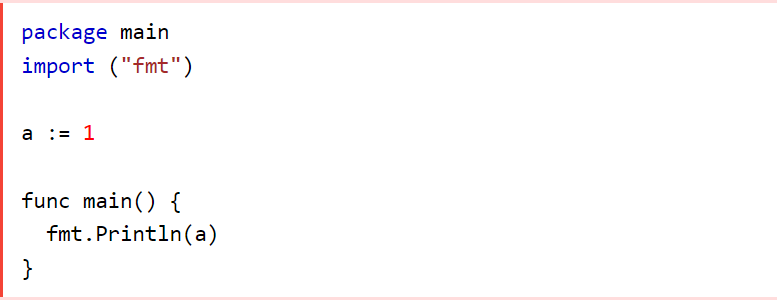 package main
import ("fmt")
a := 1
func main() {
  fmt.Println(a)
}